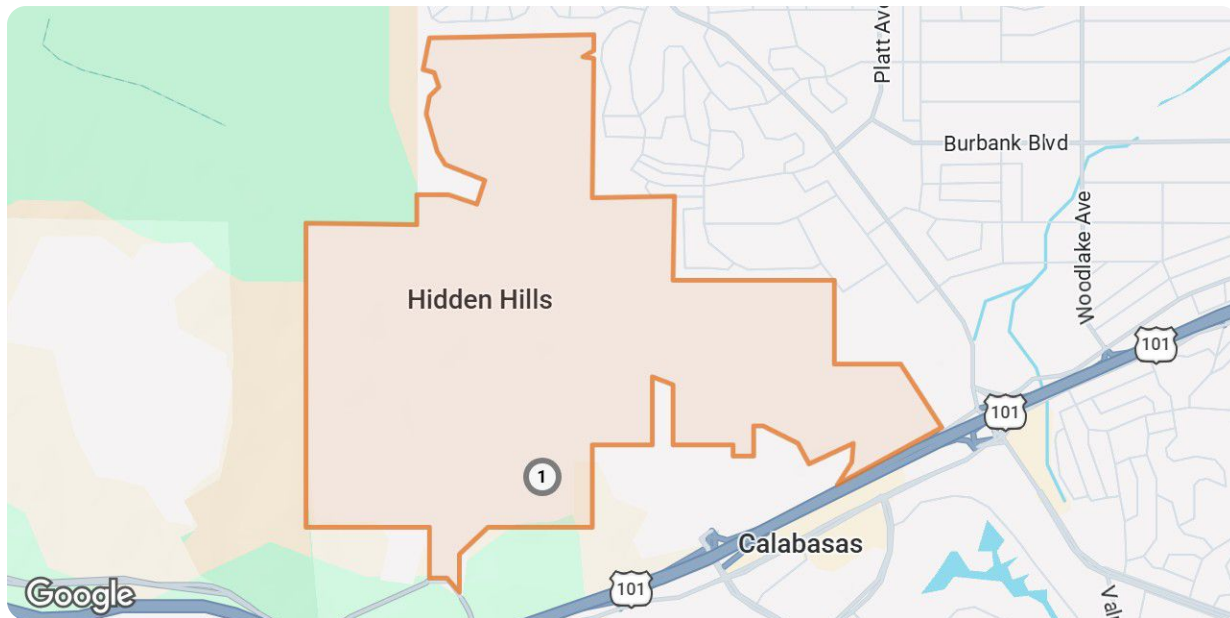 Platt Ave
Burbank Blvd
Woodlake Ave
Hidden Hills
101
101
1
Calabasas
101
Google